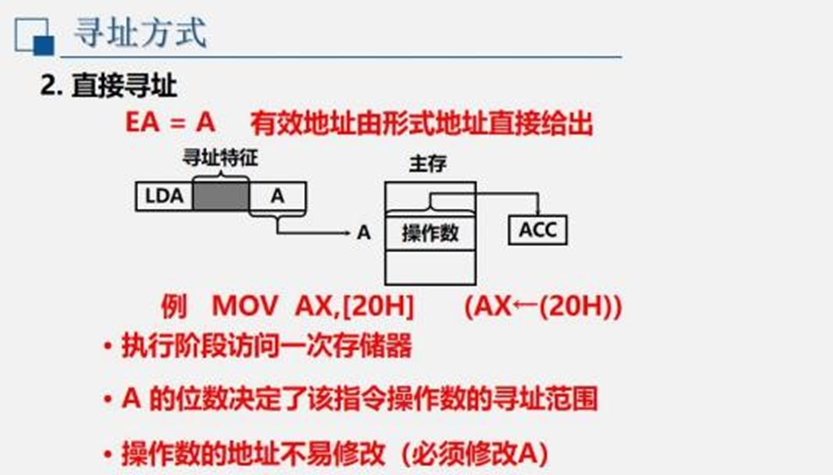 寻址方式
2. 直接寻址
EA = A 有效地址由形式地址直接给出
寻址特征
主存
LDA A
A 操作数 ACC
例 MOV AX,[20H] (AX←(20H))
• 执行阶段访问一次存储器
• A 的位数决定了该指令操作数的寻址范围
• 操作数的地址不易修改（必须修改A）